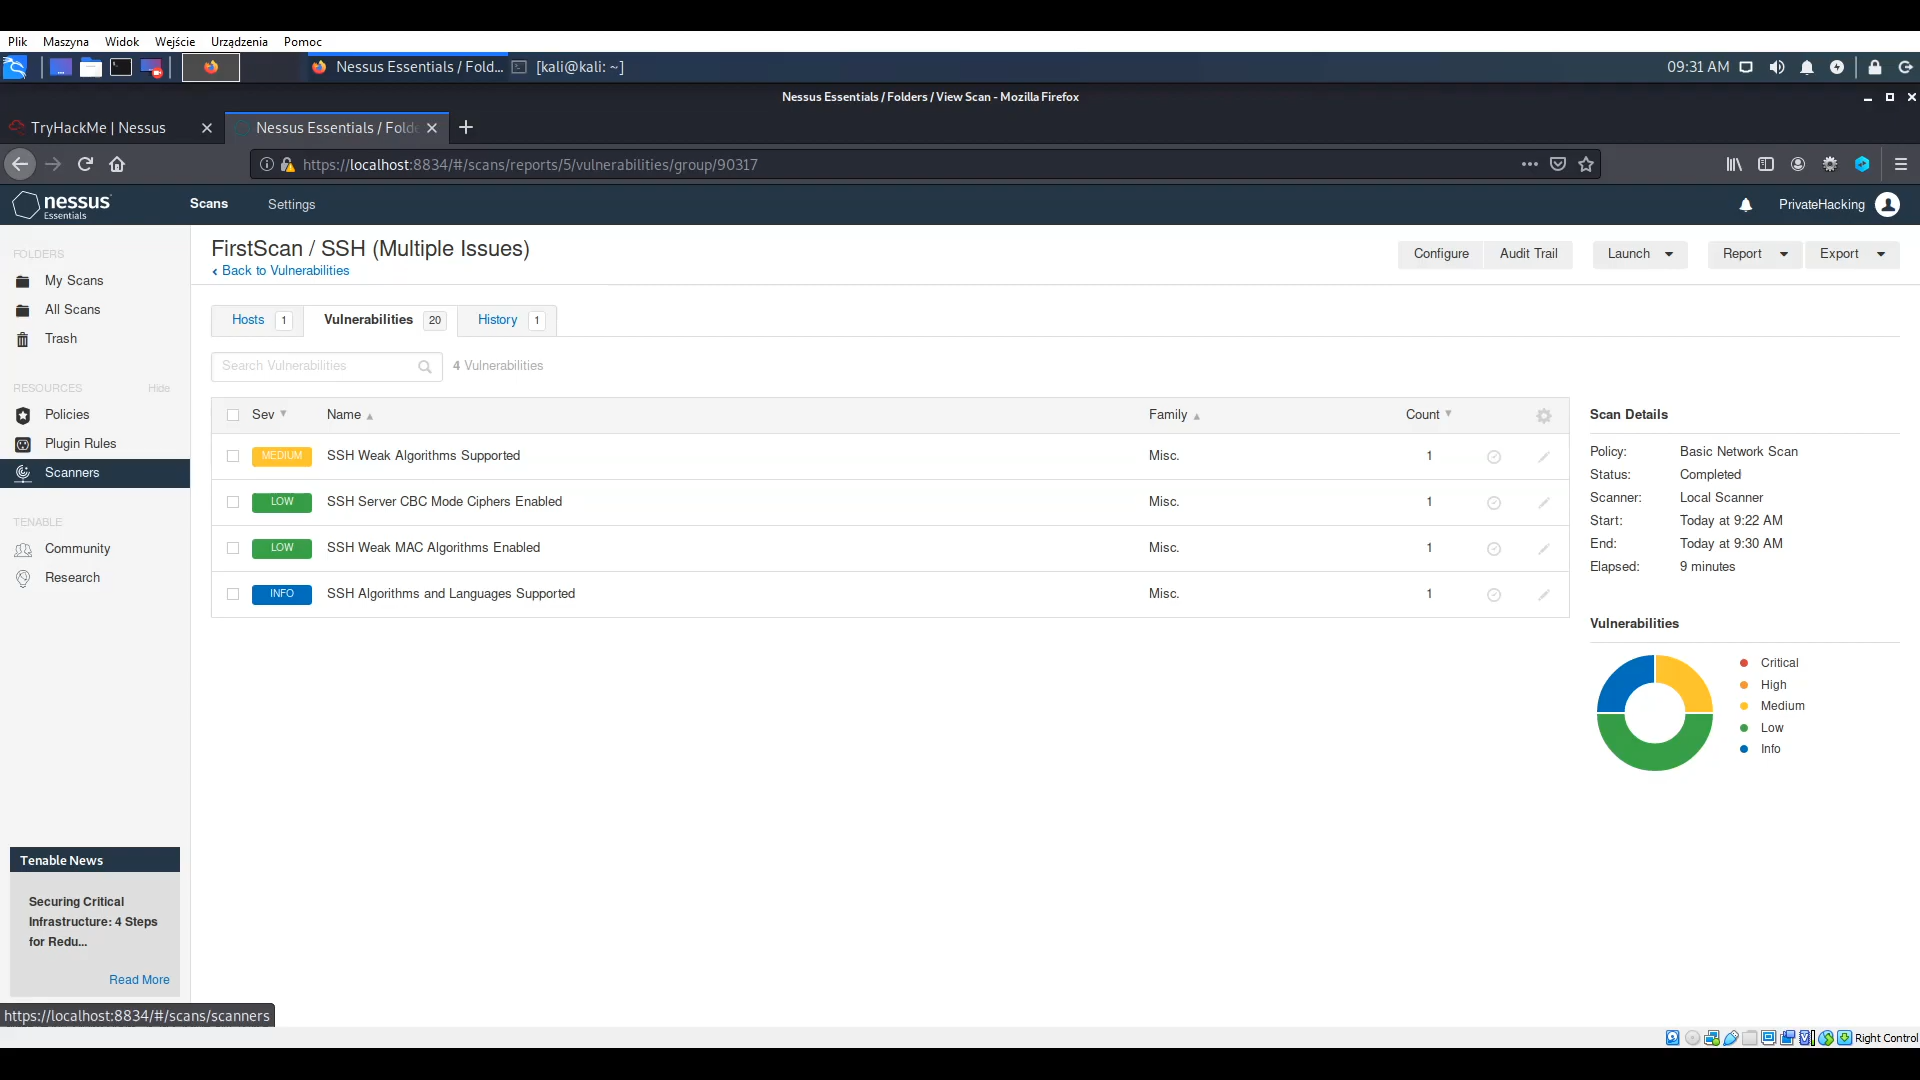 Plik Maszyna Widok Wejście Urządzenia Pomoc
Nessus Essentials / Fold... [kali@kali: ~] 09:31 AM
Nessus Essentials / Folders / View Scan - Mozilla Firefox
TryHackMe | Nessus Nessus Essentials / Folde
https://localhost:8834/#/scans/reports/5/vulnerabilities/group/90317
nessus Essentials Scans Settings PrivateHacking
FOLDERS
My Scans
All Scans
Trash
RESOURCES Hide
Policies
Plugin Rules
Scanners
TENABLE
Community
Research
Tenable News
Securing Critical
Infrastructure: 4 Steps
for Redu...
Read More
https://localhost:8834/#/scans/scanners
FirstScan / SSH (Multiple Issues)
Back to Vulnerabilities
Configure Audit Trail Launch Report Export
Hosts 1 Vulnerabilities 20 History 1
Search Vulnerabilities 4 Vulnerabilities
Sev Name Family Count
MEDIUM SSH Weak Algorithms Supported Misc. 1
LOW SSH Server CBC Mode Ciphers Enabled Misc. 1
LOW SSH Weak MAC Algorithms Enabled Misc. 1
INFO SSH Algorithms and Languages Supported Misc. 1
Scan Details
Policy: Basic Network Scan
Status: Completed
Scanner: Local Scanner
Start: Today at 9:22 AM
End: Today at 9:30 AM
Elapsed: 9 minutes
Vulnerabilities
Critical
High
Medium
Low
Info
Right Control